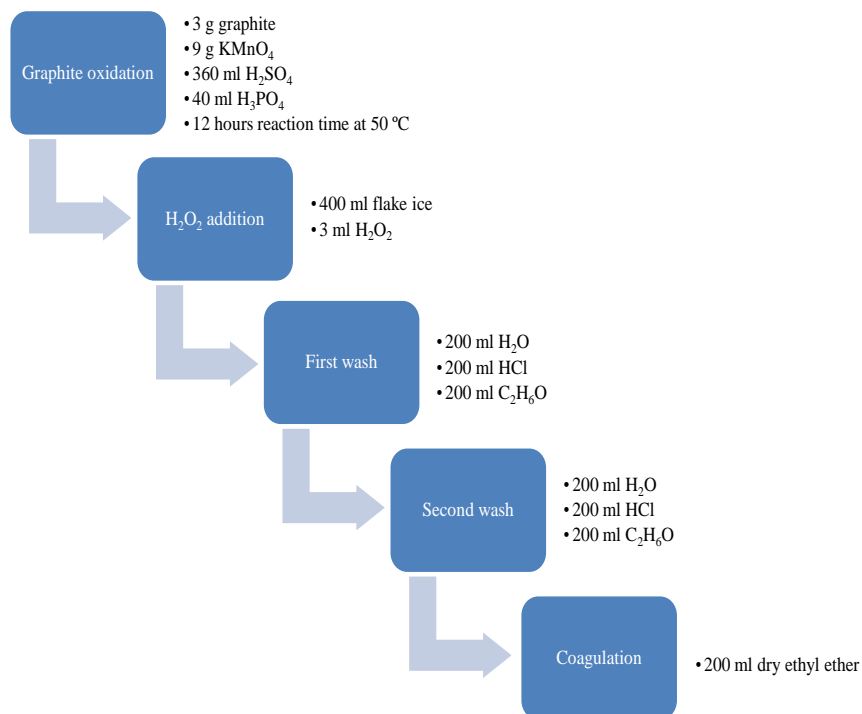 Graphite oxidation
•3 g graphite
•9 g KMnO₄
•360 ml H₂SO₄
•40 ml H₃PO₄
•12 hours reaction time at 50 ºC
H₂O₂ addition
•400 ml flake ice
•3 ml H₂O₂
First wash
•200 ml H₂O
•200 ml HCl
•200 ml C₂H₆O
Second wash
•200 ml H₂O
•200 ml HCl
•200 ml C₂H₆O
Coagulation
•200 ml dry ethyl ether